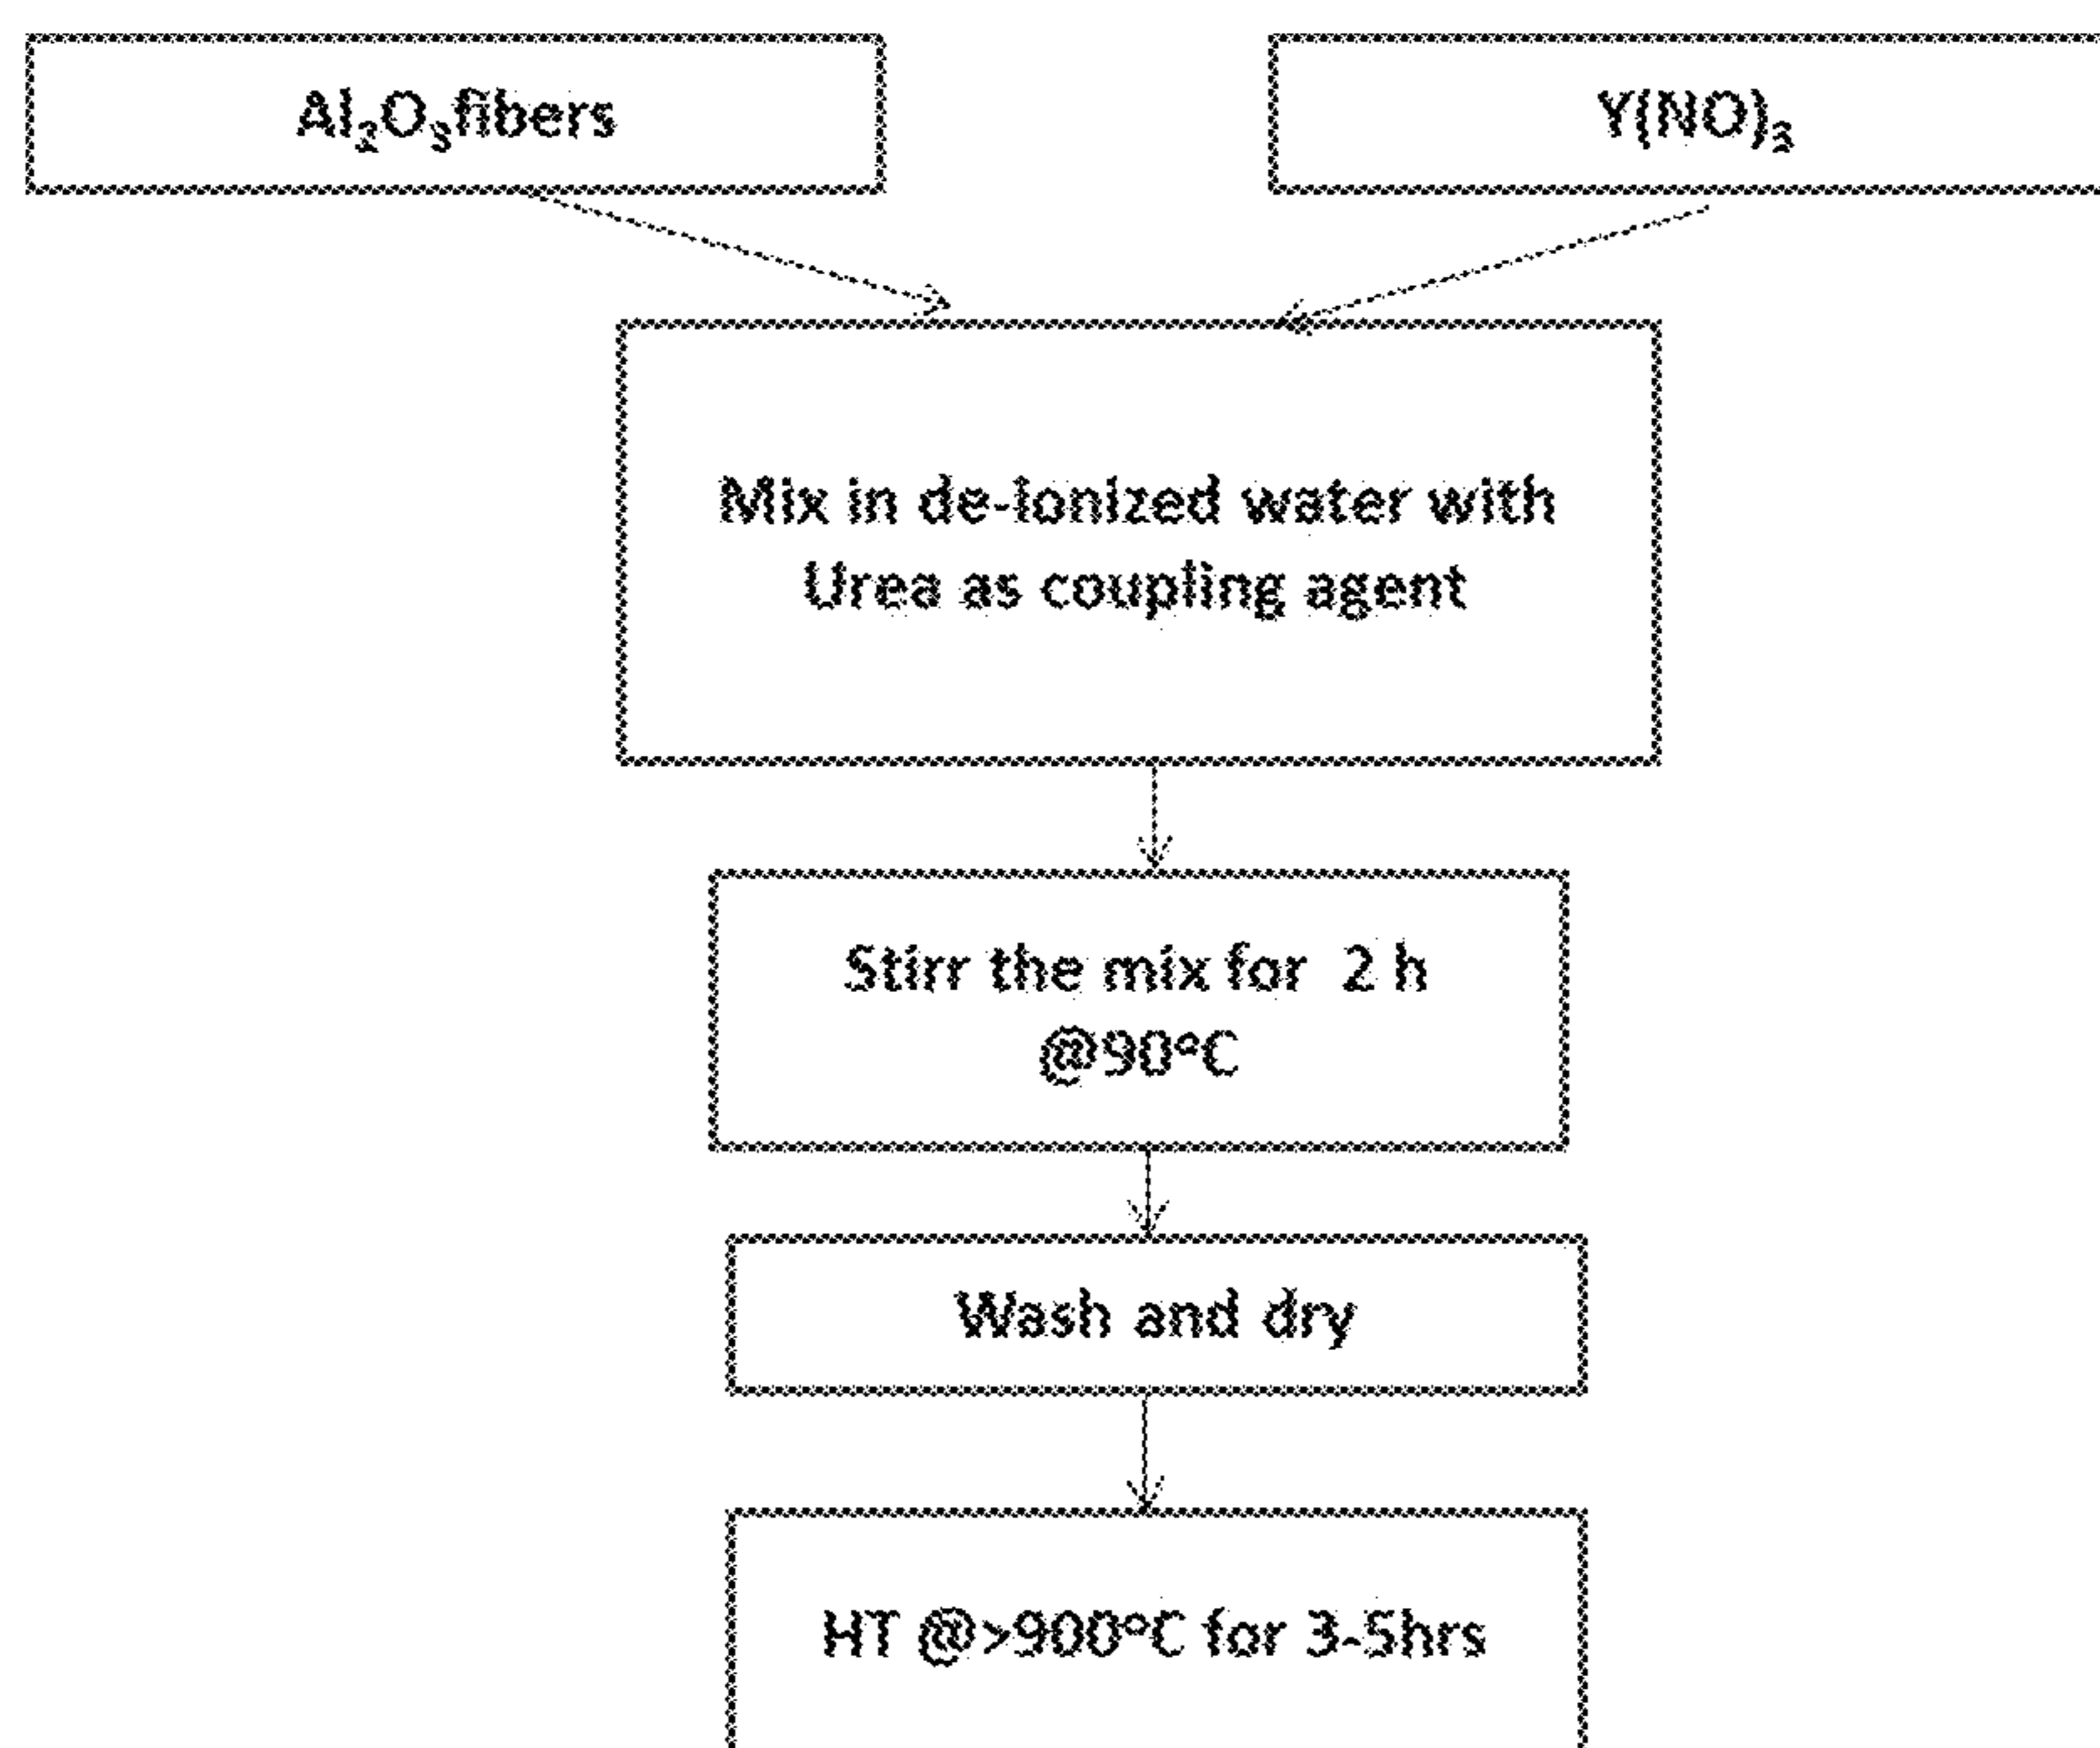 Al₂O₃fibers
Y(NO)₃
Mix in de-ionized water with
Urea as coupling agent
Stirr the mix for 2 h
@90°C
Wash and dry
HT @>900°C for 3-5hrs